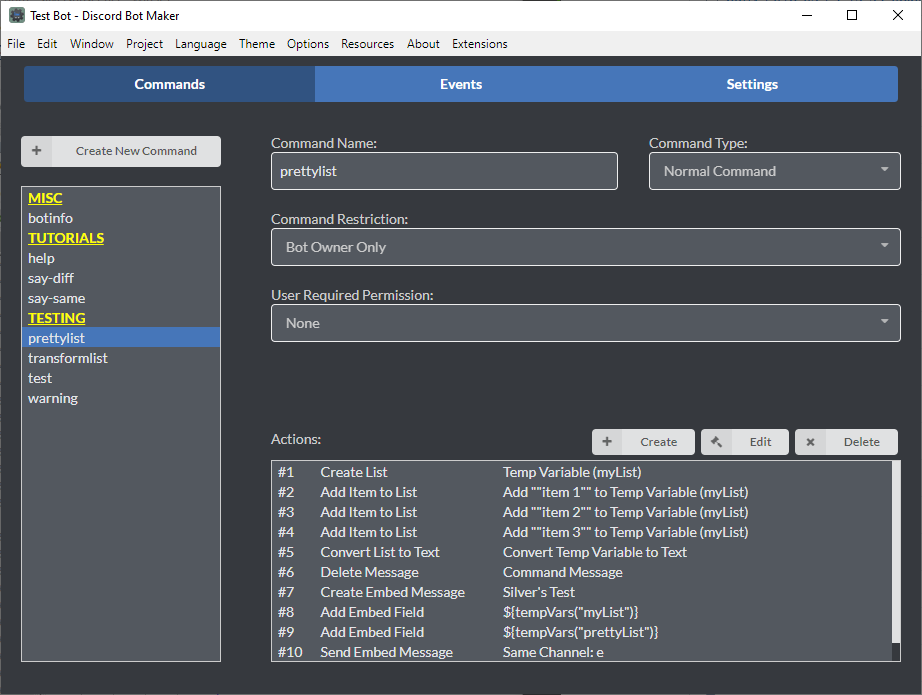 Test Bot - Discord Bot Maker
File Edit Window Project Language Theme Options Resources About Extensions
Commands Events Settings
+ Create New Command
MISC
botinfo
TUTORIALS
help
say-diff
say-same
TESTING
prettylist
transformlist
test
warning
Command Name:
prettylist
Command Type:
Normal Command
Command Restriction:
Bot Owner Only
User Required Permission:
None
Actions:
+ Create Edit × Delete
#1 Create List Temp Variable (myList)
#2 Add Item to List Add ""item 1"" to Temp Variable (myList)
#3 Add Item to List Add ""item 2"" to Temp Variable (myList)
#4 Add Item to List Add ""item 3"" to Temp Variable (myList)
#5 Convert List to Text Convert Temp Variable to Text
#6 Delete Message Command Message
#7 Create Embed Message Silver's Test
#8 Add Embed Field ${tempVars("myList")}
#9 Add Embed Field ${tempVars("prettyList")}
#10 Send Embed Message Same Channel: e